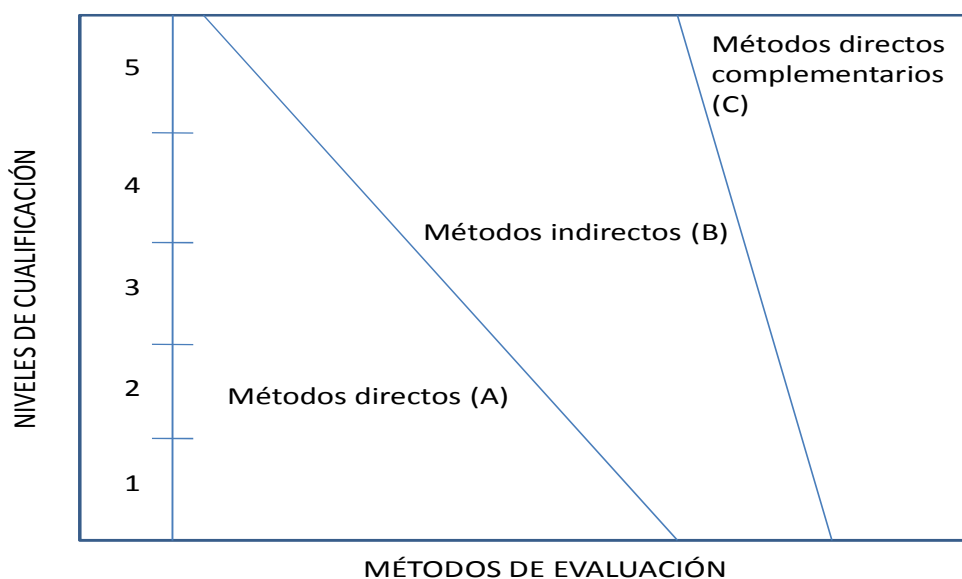 NIVELES DE CUALIFICACIÓN
5
4
3
2
1
Métodos directos
complementarios
(C)
Métodos indirectos (B)
Métodos directos (A)
MÉTODOS DE EVALUACIÓN